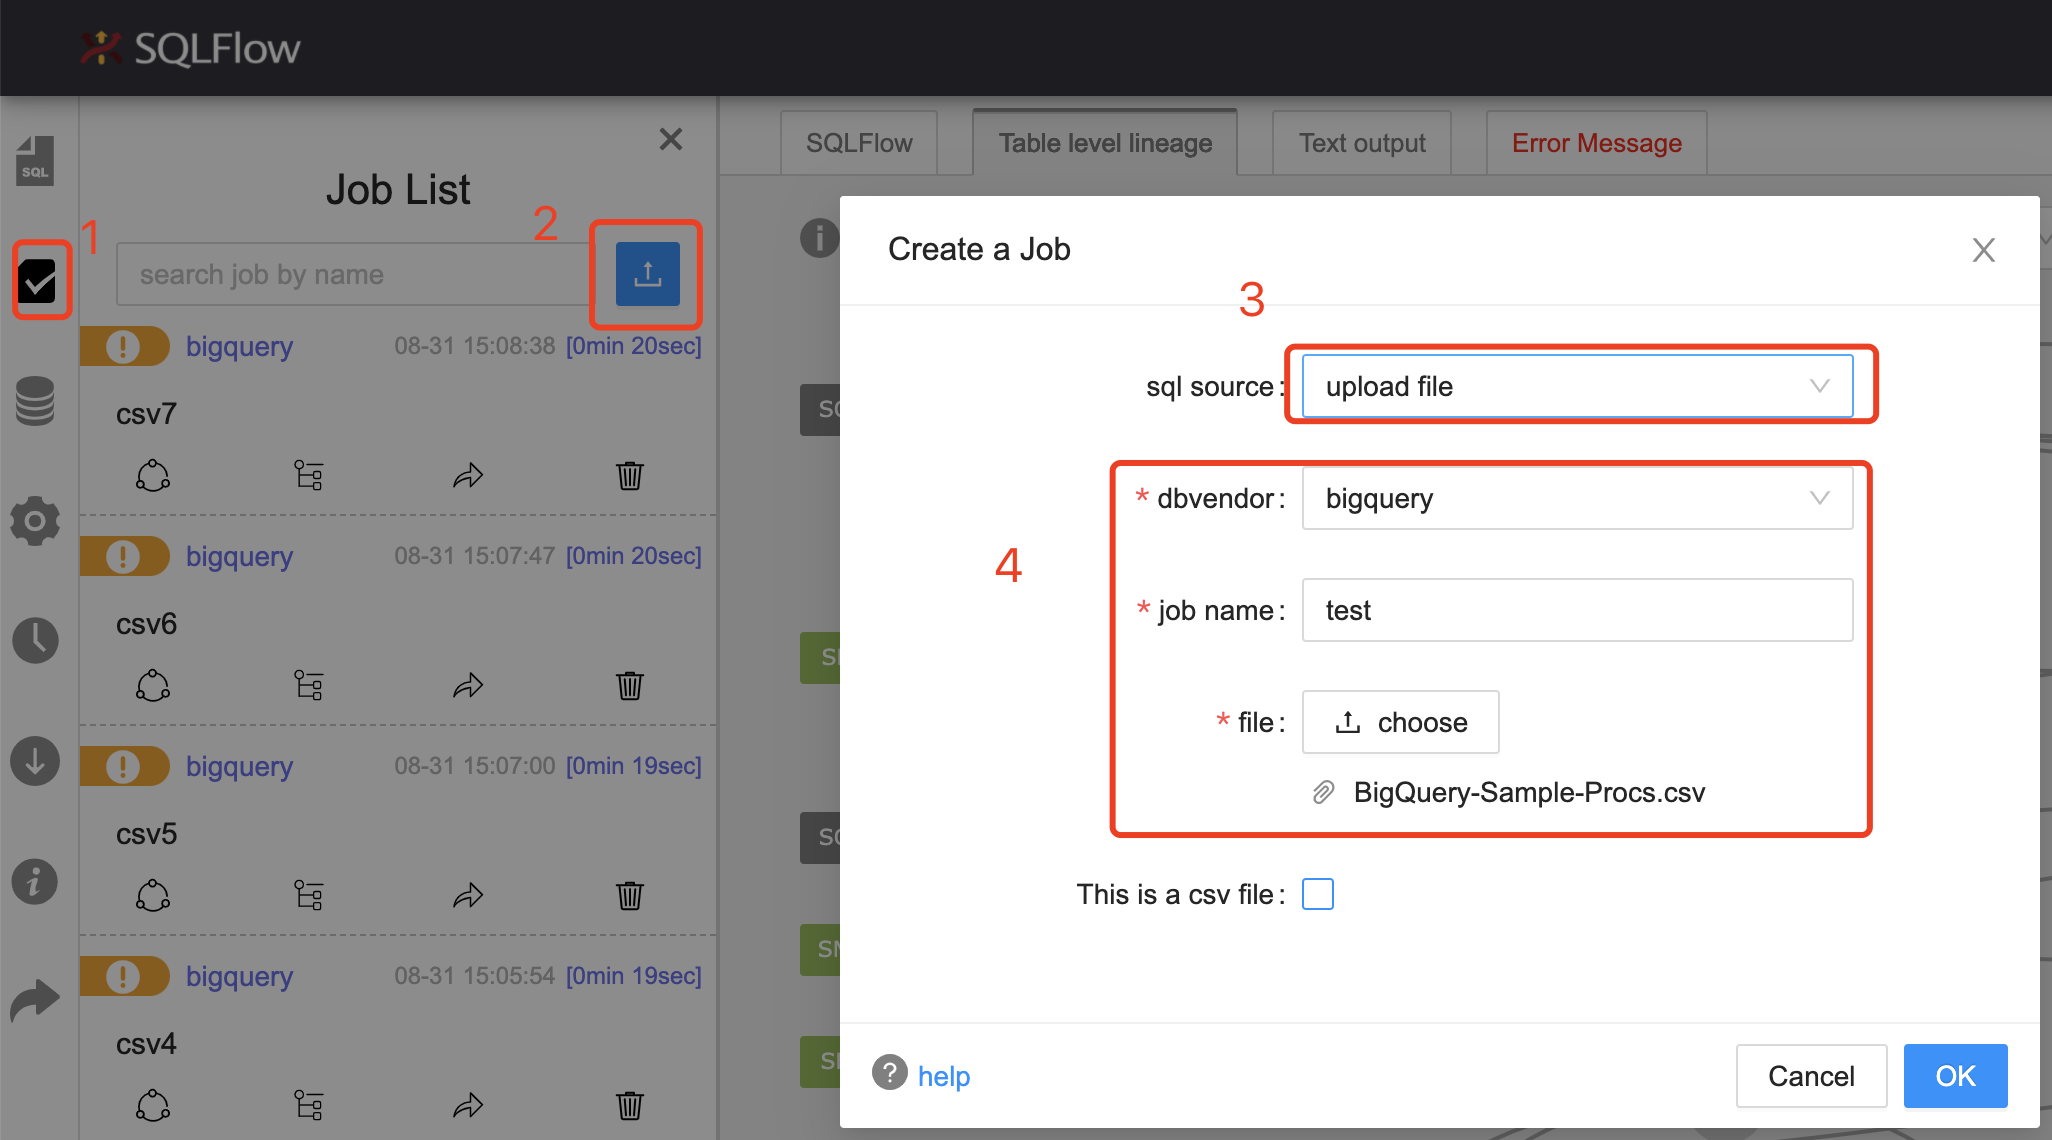 SQLFlow
SQL
1
Job List
2
search job by name
bigquery 08-31 15:08:38 [0min 20sec]
csv7
bigquery 08-31 15:07:47 [0min 20sec]
csv6
bigquery 08-31 15:07:00 [0min 19sec]
csv5
bigquery 08-31 15:05:54 [0min 19sec]
csv4
SQLFlow Table level lineage Text output Error Message
Create a Job
3
sql source: upload file
4
* dbvendor: bigquery
* job name: test
* file: choose
BigQuery-Sample-Procs.csv
This is a csv file:
? help
Cancel OK